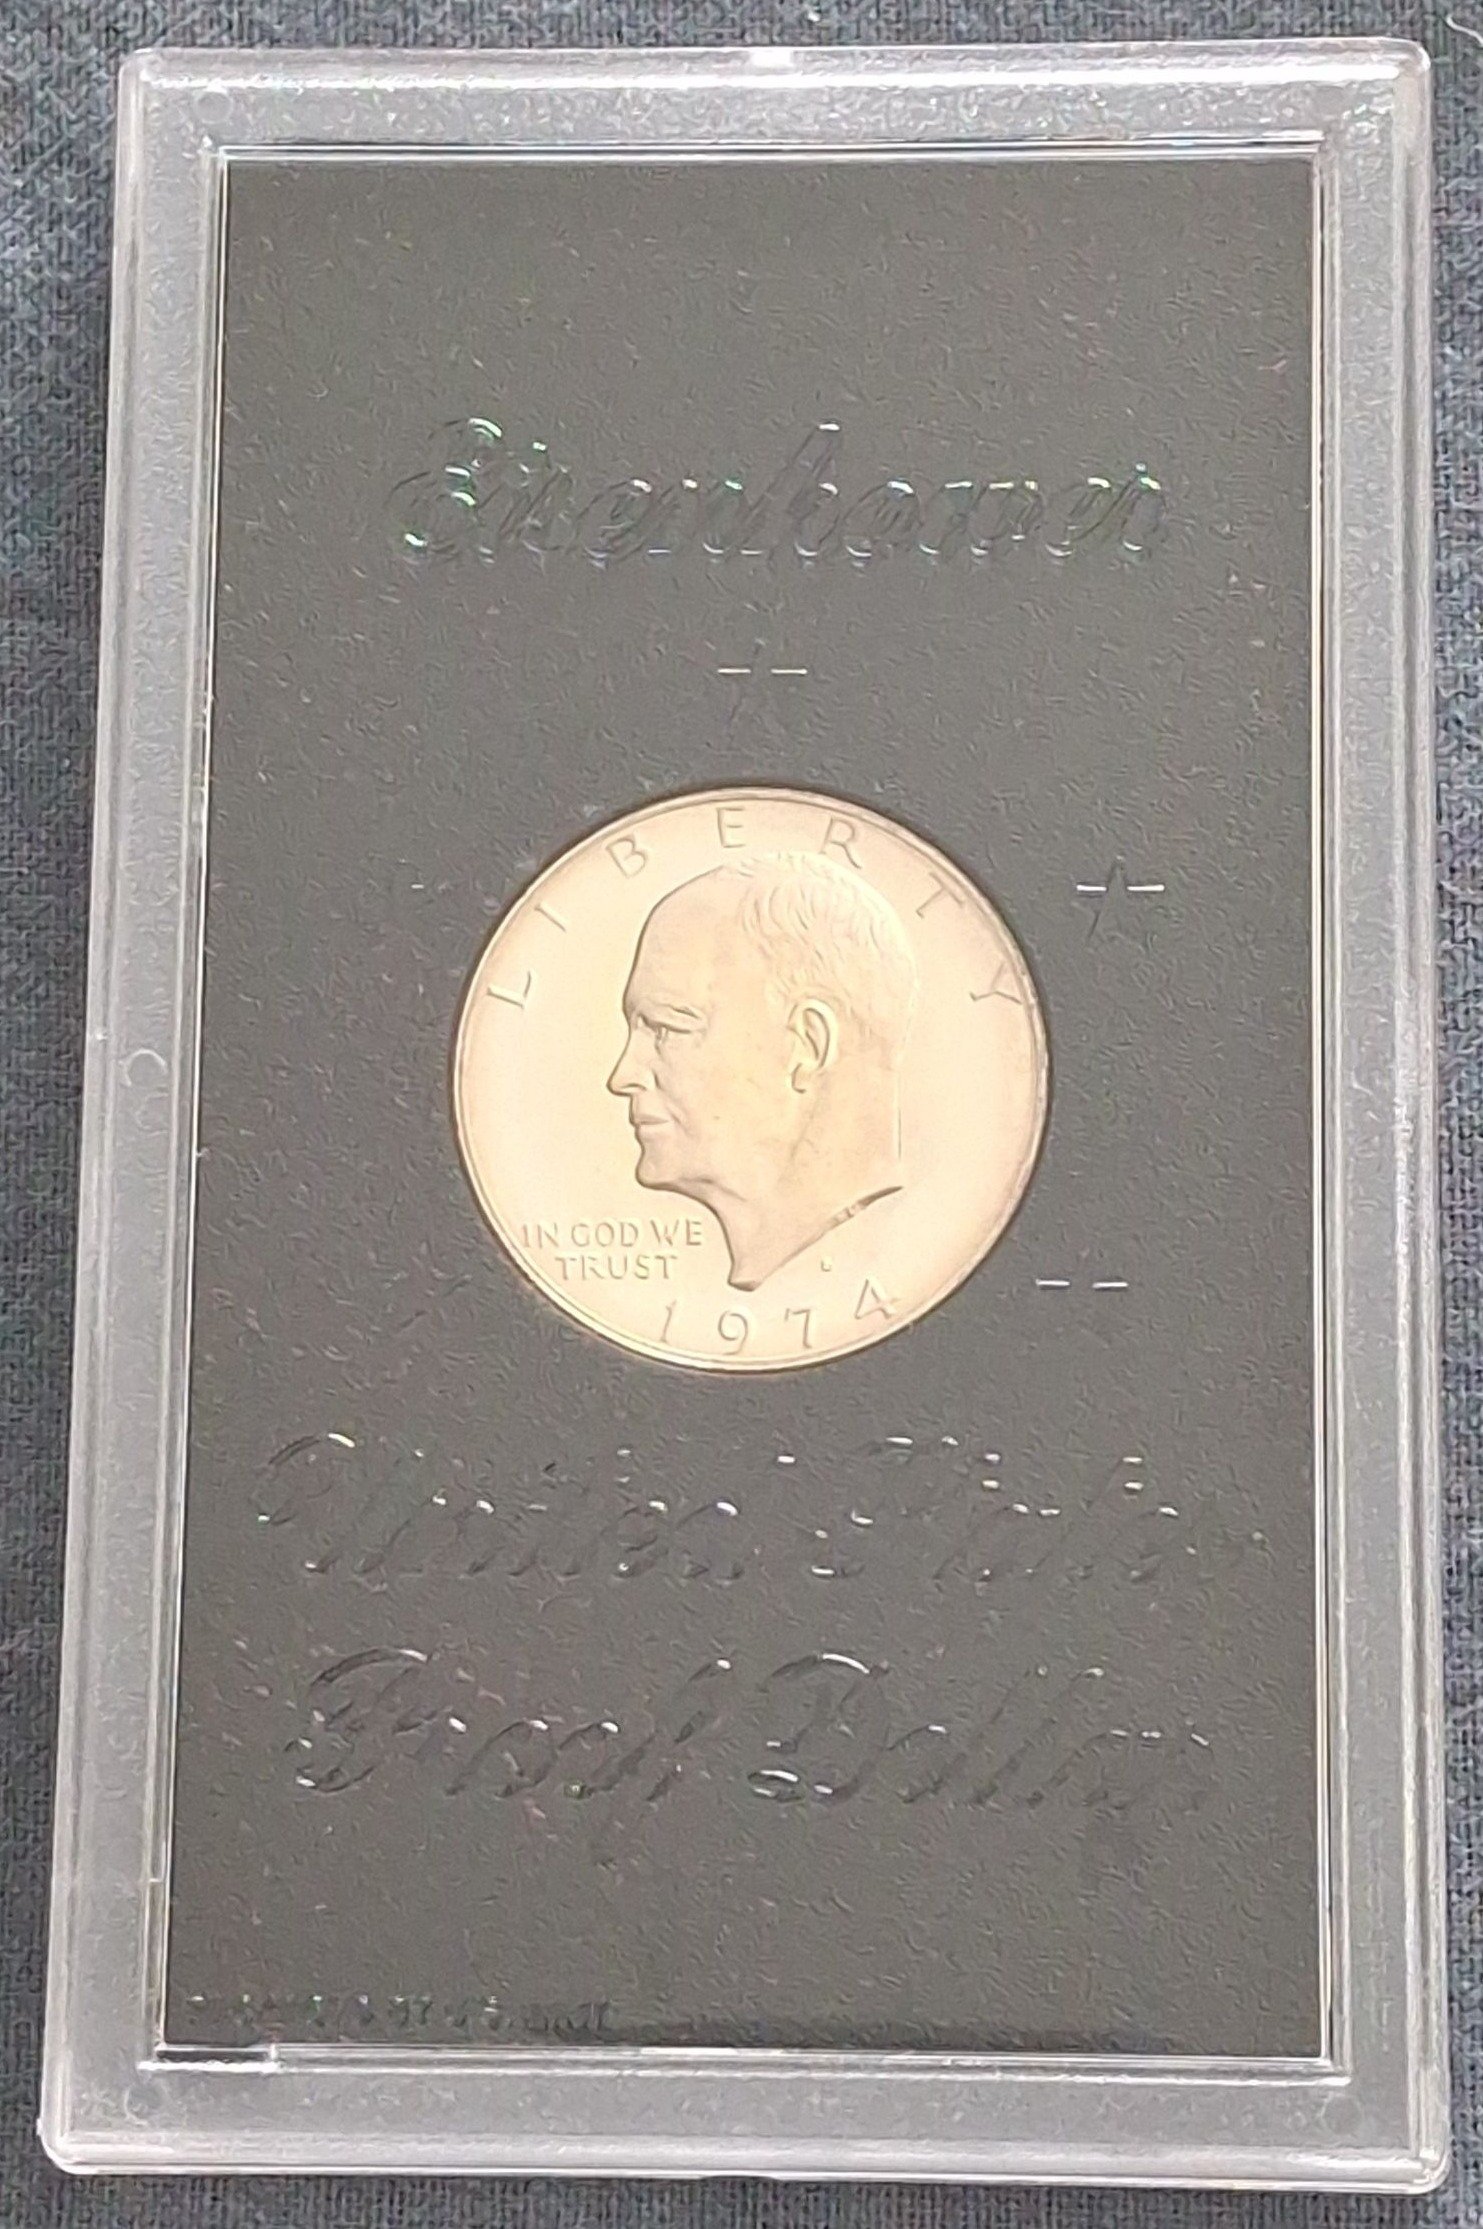 Eisenhower
LIBERTY
IN GOD WE
TRUST
1974
United States
Proof Dollar